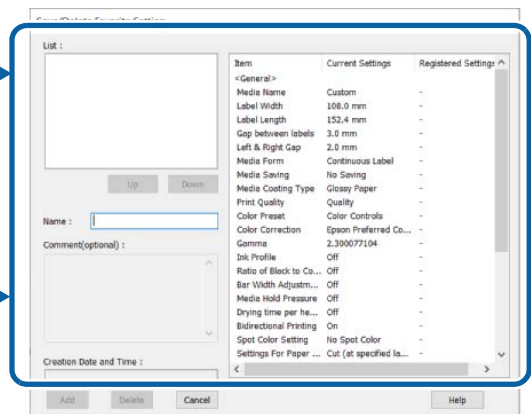 Save/Delete Favorite Setting
List :
Item Current Settings Registered Settings
<General>
Media Name Custom -
Label Width 108.0 mm -
Label Length 152.4 mm -
Gap between labels 3.0 mm -
Left & Right Gap 2.0 mm -
Media Form Continuous Label -
Media Saving No Saving -
Media Coating Type Glossy Paper -
Print Quality Quality -
Color Preset Color Controls -
Color Correction Epson Preferred Co... -
Gamma 2.300077104 -
Ink Profile Off -
Ratio of Black to Co... Off -
Bar Width Adjustm... Off -
Media Hold Pressure Off -
Drying time per he... Off -
Bidirectional Printing On -
Spot Color Setting No Spot Color -
Settings For Paper ... Cut (at specified la... -
Up Down
Name :
Comment(optional) :
Creation Date and Time :
Add Delete Cancel Help